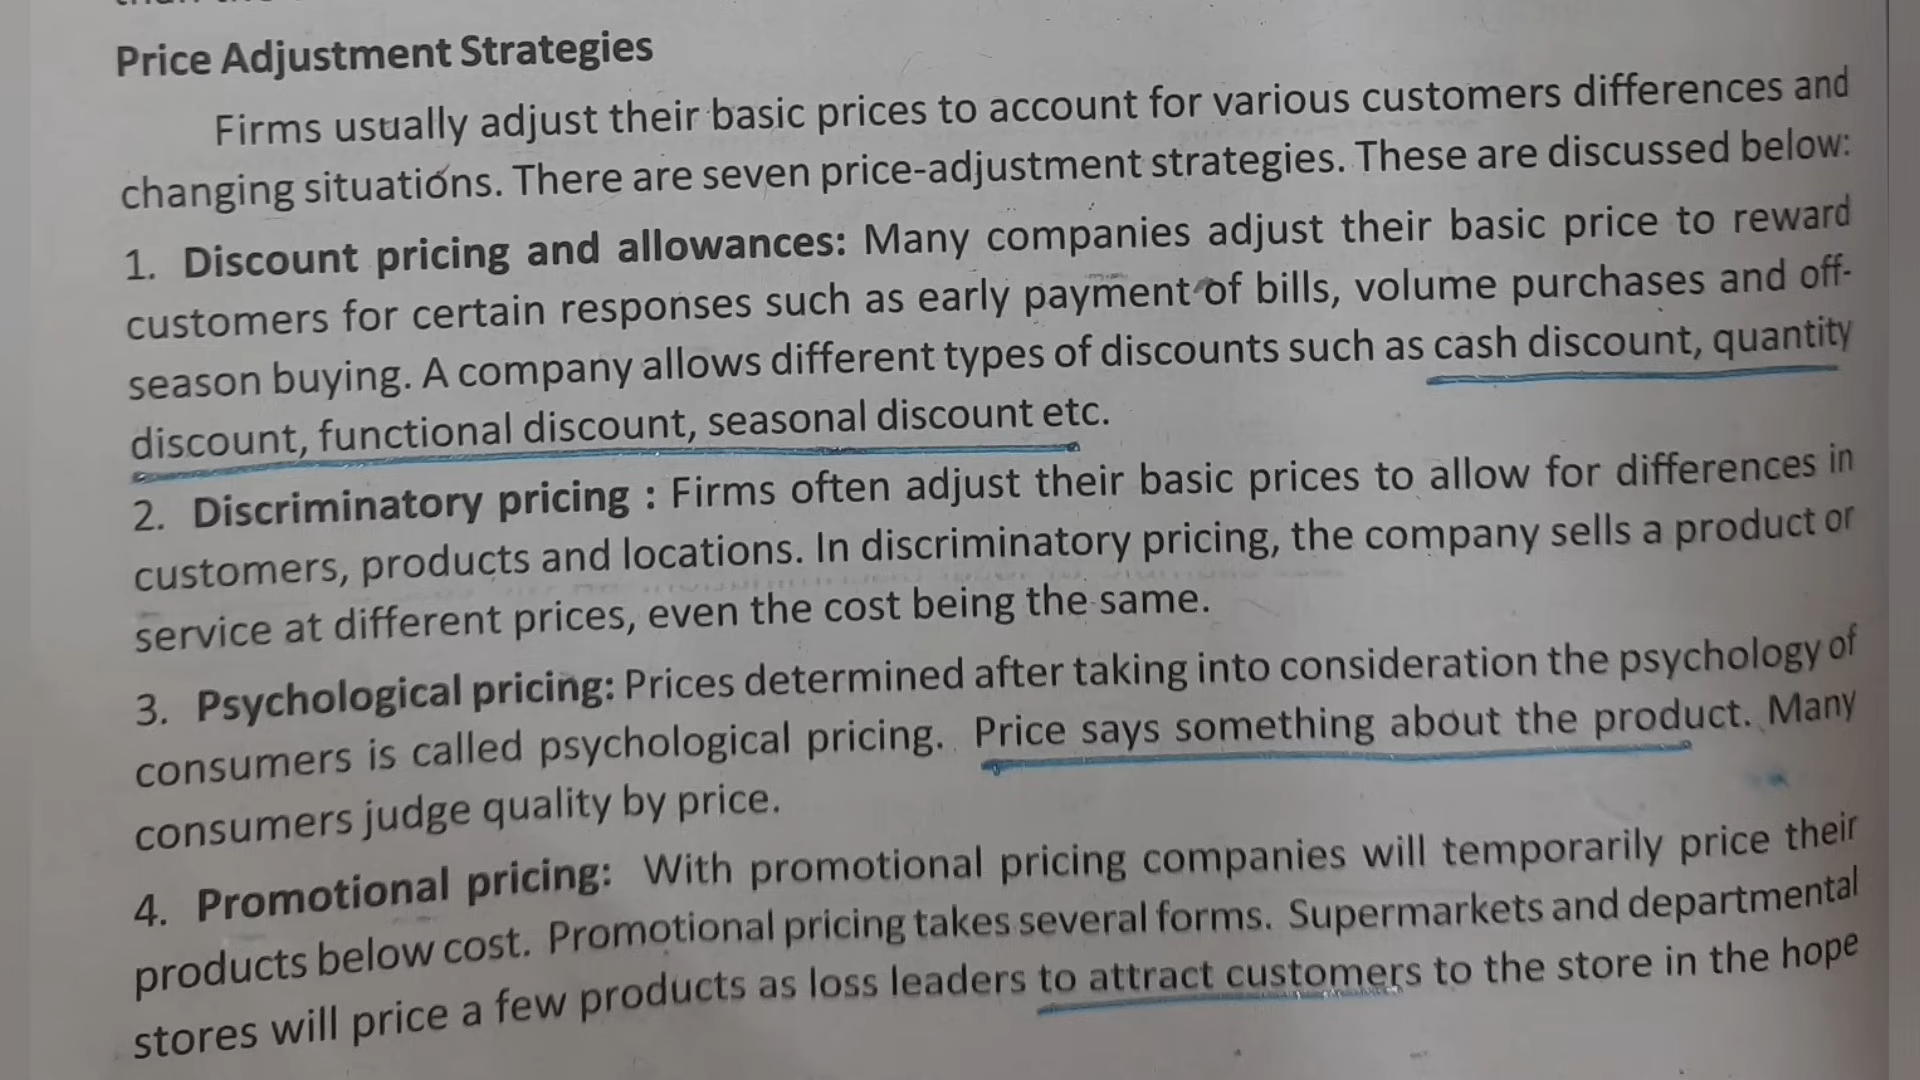 Price Adjustment Strategies
Firms usually adjust their basic prices to account for various customers differences and
changing situations. There are seven price-adjustment strategies. These are discussed below:
1. Discount pricing and allowances: Many companies adjust their basic price to reward
customers for certain responses such as early payment of bills, volume purchases and off-
season buying. A company allows different types of discounts such as cash discount, quantity
discount, functional discount, seasonal discount etc.
2. Discriminatory pricing : Firms often adjust their basic prices to allow for differences in
customers, products and locations. In discriminatory pricing, the company sells a product or
service at different prices, even the cost being the same.
3. Psychological pricing: Prices determined after taking into consideration the psychology of
consumers is called psychological pricing. Price says something about the product. Many
consumers judge quality by price.
4. Promotional pricing: With promotional pricing companies will temporarily price their
products below cost. Promotional pricing takes several forms. Supermarkets and departmental
stores will price a few products as loss leaders to attract customers to the store in the hope